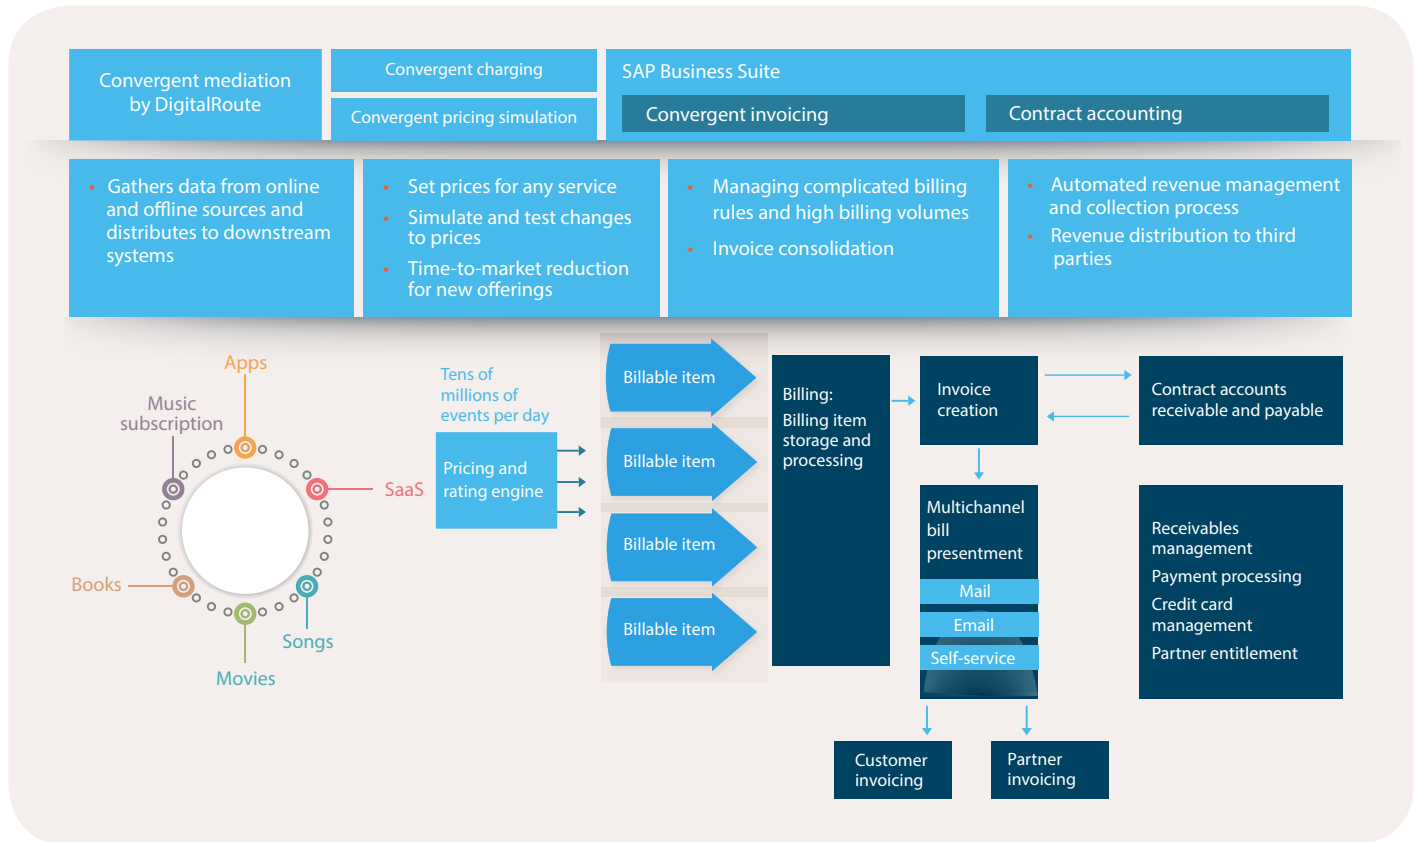 Convergent mediation
by DigitalRoute
Convergent charging
Convergent pricing simulation
SAP Business Suite
Convergent invoicing
Contract accounting
• Gathers data from online
and offline sources and
distributes to downstream
systems
• Set prices for any service
• Simulate and test changes
to prices
• Time-to-market reduction
for new offerings
• Managing complicated billing
rules and high billing volumes
• Invoice consolidation
• Automated revenue management
and collection process
• Revenue distribution to third
parties
Apps
Music
subscription
SaaS
Books
Songs
Movies
Tens of
millions of
events per day
Pricing and
rating engine
Billable item
Billable item
Billable item
Billable item
Billing:
Billing item
storage and
processing
Invoice
creation
Contract accounts
receivable and payable
Multichannel
bill
presentment
Mail
Email
Self-service
Receivables
management
Payment processing
Credit card
management
Partner entitlement
Customer
invoicing
Partner
invoicing